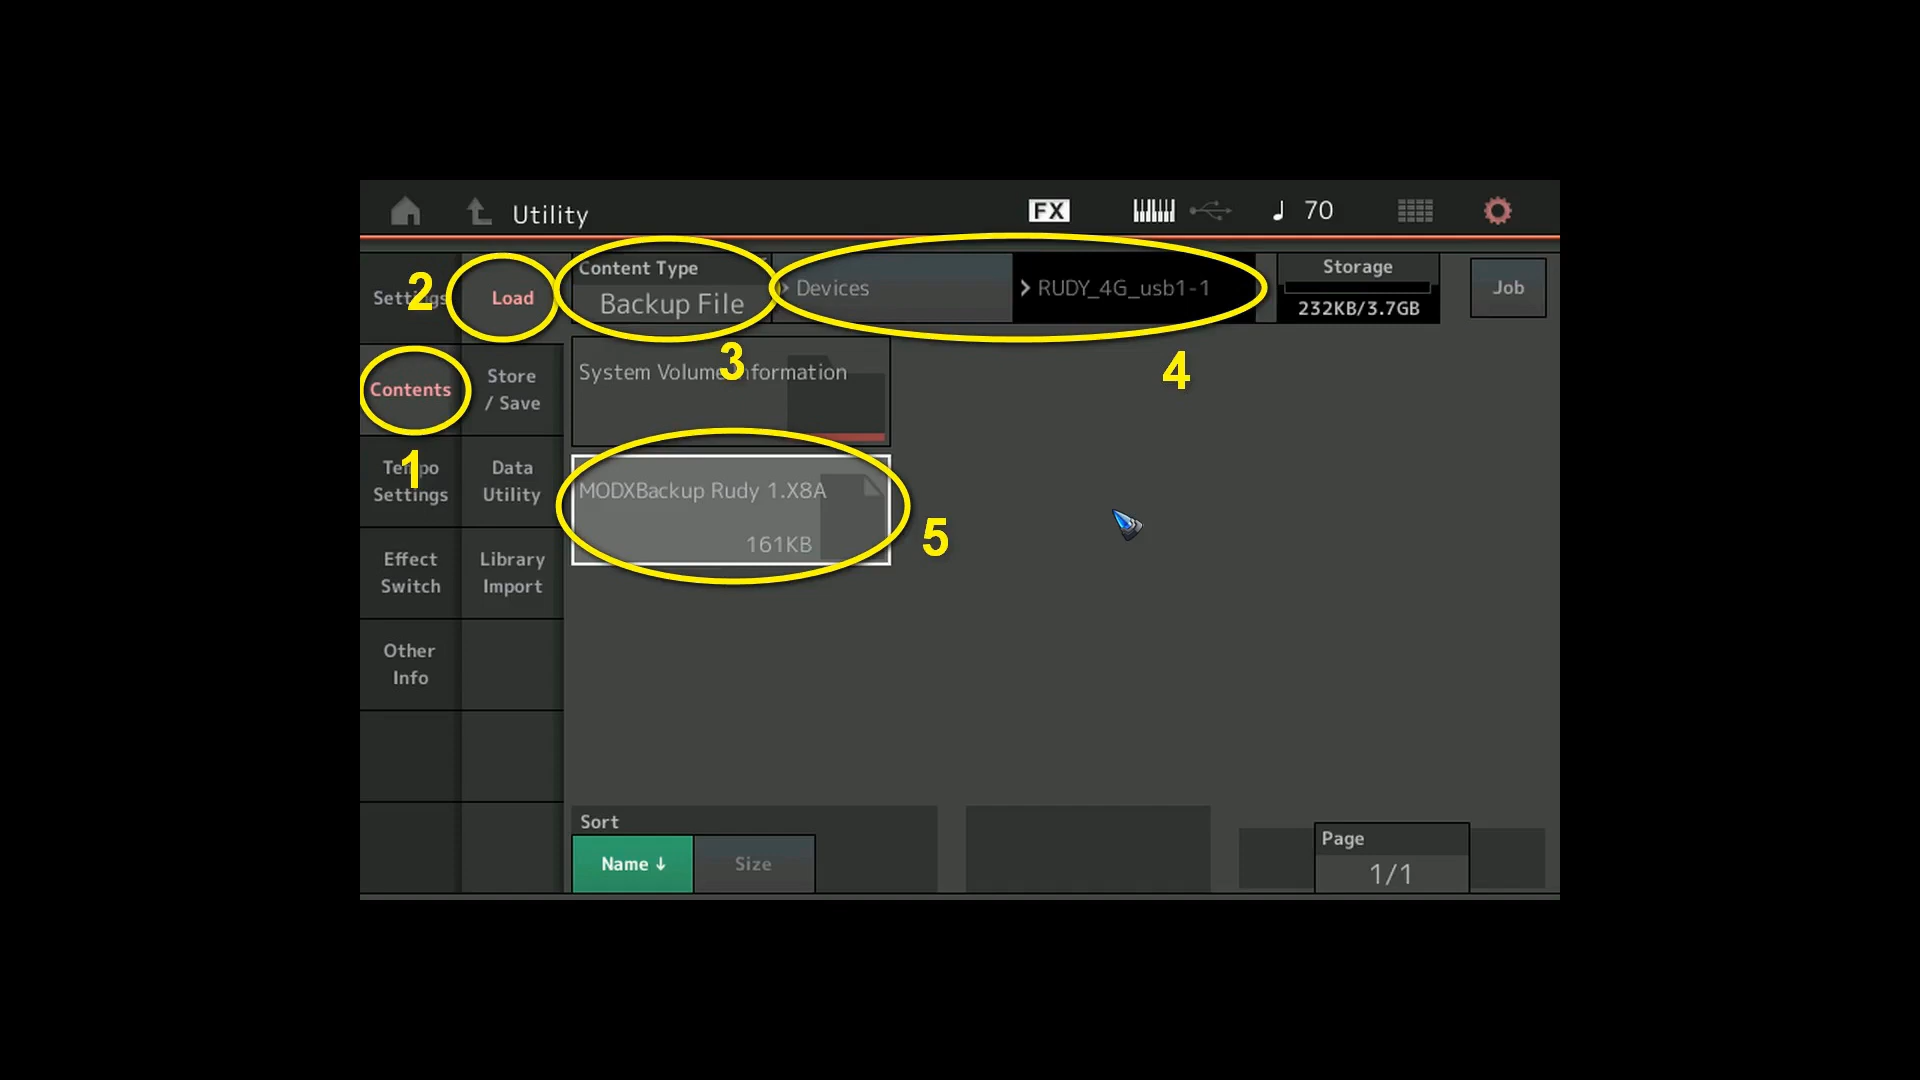 Utility
FX
70
Settings
2
Load
Content Type
Backup File
Devices
RUDY_4G_usb1-1
Storage
232KB/3.7GB
Job
3
4
Contents
Store
/ Save
System Volume Information
1
Tempo
Settings
Data
Utility
MODXBackup Rudy 1.X8A
161KB
5
Effect
Switch
Library
Import
Other
Info
Sort
Name ↓
Size
Page
1/1